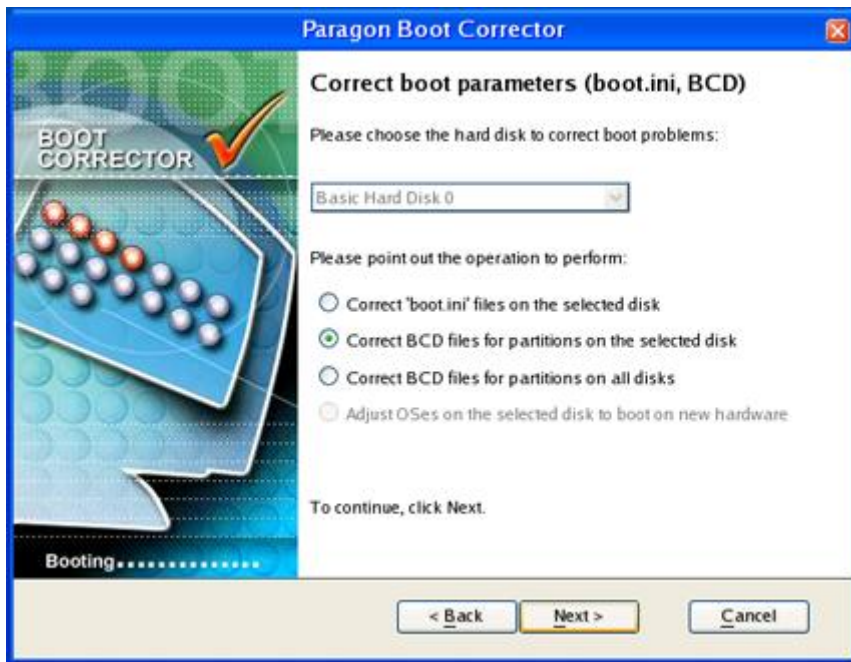 Paragon Boot Corrector
BOOT
CORRECTOR
Correct boot parameters (boot.ini, BCD)
Please choose the hard disk to correct boot problems:
Basic Hard Disk 0
Please point out the operation to perform:
Correct 'boot.ini' files on the selected disk
Correct BCD files for partitions on the selected disk
Correct BCD files for partitions on all disks
Adjust OSes on the selected disk to boot on new hardware
To continue, click Next.
Booting...............
< Back
Next >
Cancel